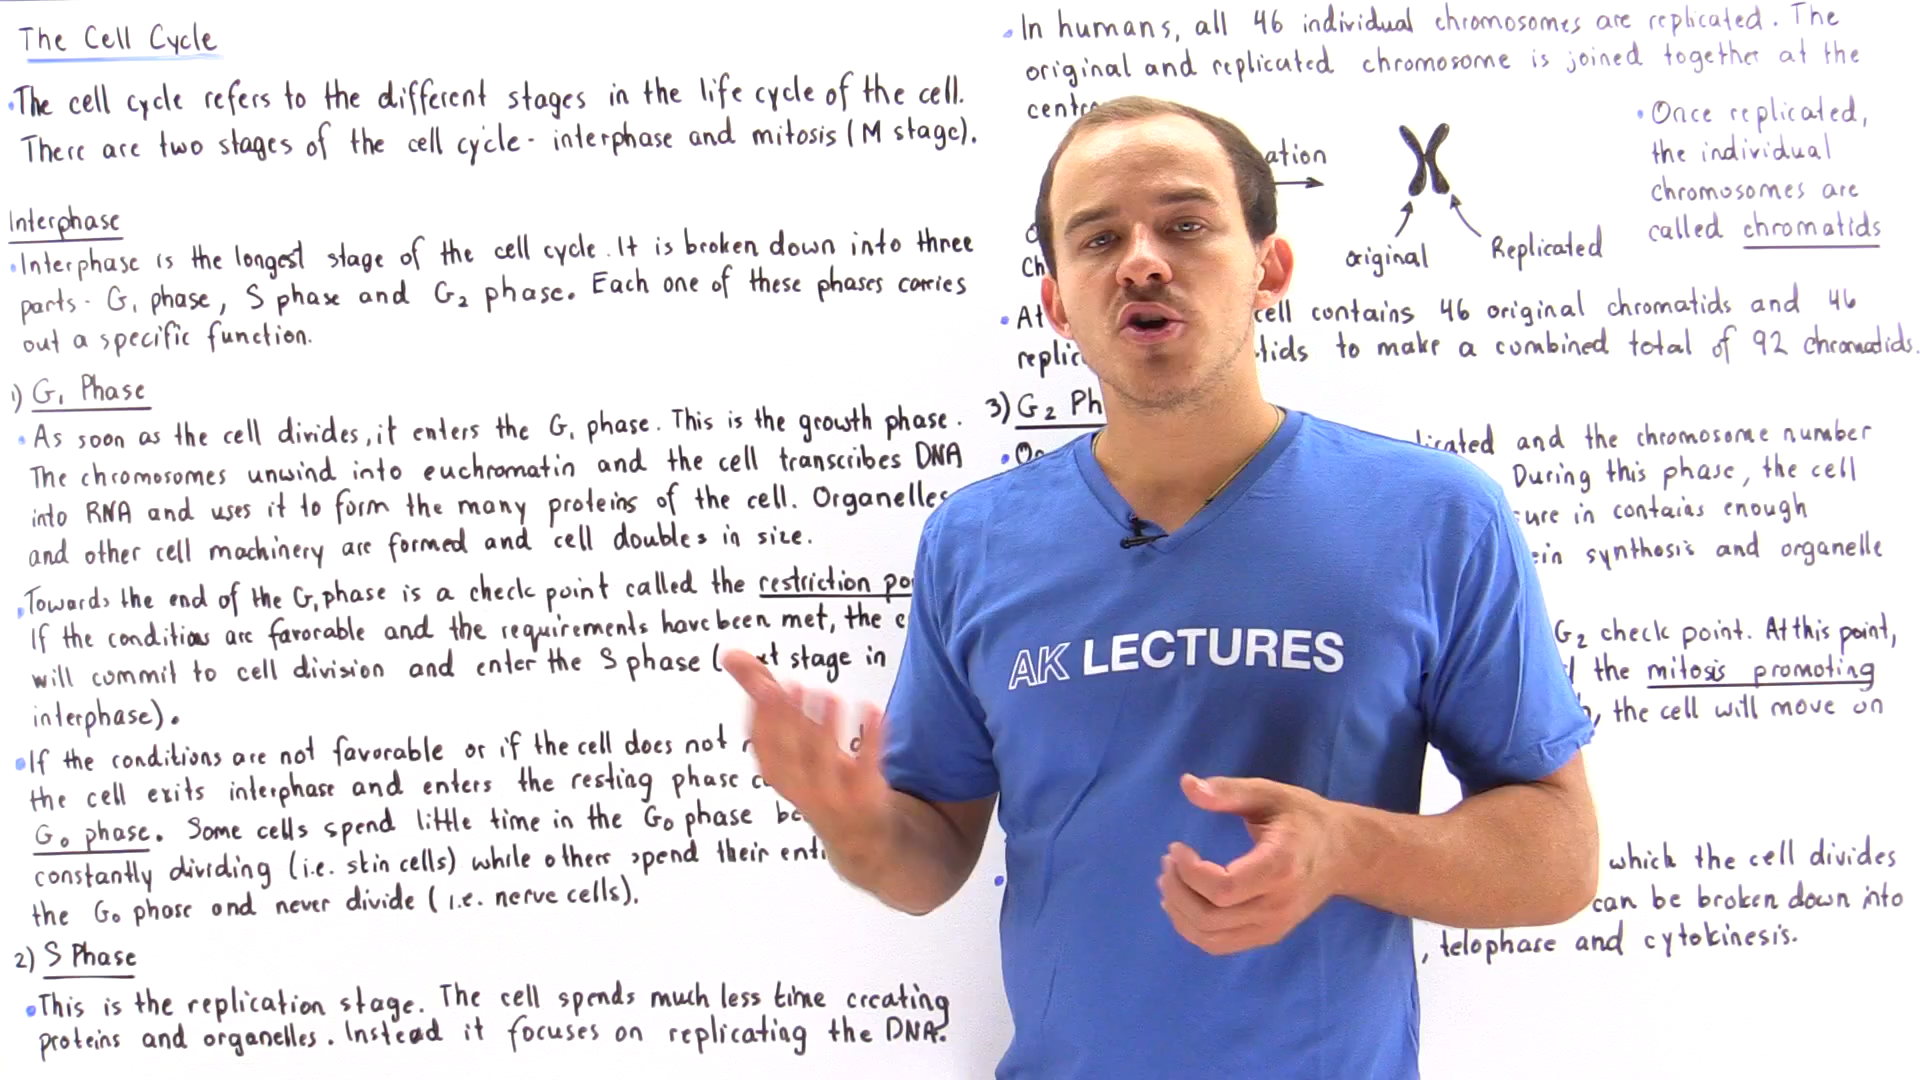 The Cell Cycle
The cell cycle refers to the different stages in the life cycle of the cell.
There are two stages of the cell cycle - interphase and mitosis (M stage).
Interphase
Interphase is the longest stage of the cell cycle. It is broken down into three
parts - G1 phase, S phase and G2 phase. Each one of these phases carries
out a specific function.
1) G1 Phase
As soon as the cell divides, it enters the G1 phase. This is the growth phase.
The chromosomes unwind into euchromatin and the cell transcribes DNA
into RNA and uses it to form the many proteins of the cell. Organelles
and other cell machinery are formed and cell doubles in size.
Towards the end of the G1 phase is a check point called the restriction
If the conditions are favorable and the requirements have been met, the
will commit to cell division and enter the S phase ( stage in
interphase).
If the conditions are not favorable or if the cell does not
the cell exits interphase and enters the resting phase
G0 phase. Some cells spend little time in the G0 phase
constantly dividing (i.e. skin cells) while others spend their
the G0 phase and never divide (i.e. nerve cells).
2) S Phase
This is the replication stage. The cell spends much less time creating
proteins and organelles. Instead it focuses on replicating the DNA.
In humans, all 46 individual chromosomes are replicated. The
original and replicated chromosome is joined together at the
original
Replicated
Once replicated,
the individual
chromosomes are
called chromatids
At cell contains 46 original chromatids and 46
to make a combined total of 92 chromatids.
3) G2
and the chromosome number
During this phase, the cell
in contains enough
synthesis and organelle
G2 check point. At this point,
the mitosis promoting
, the cell will move on
which the cell divides
can be broken down into
, telophase and cytokinesis.
AK LECTURES